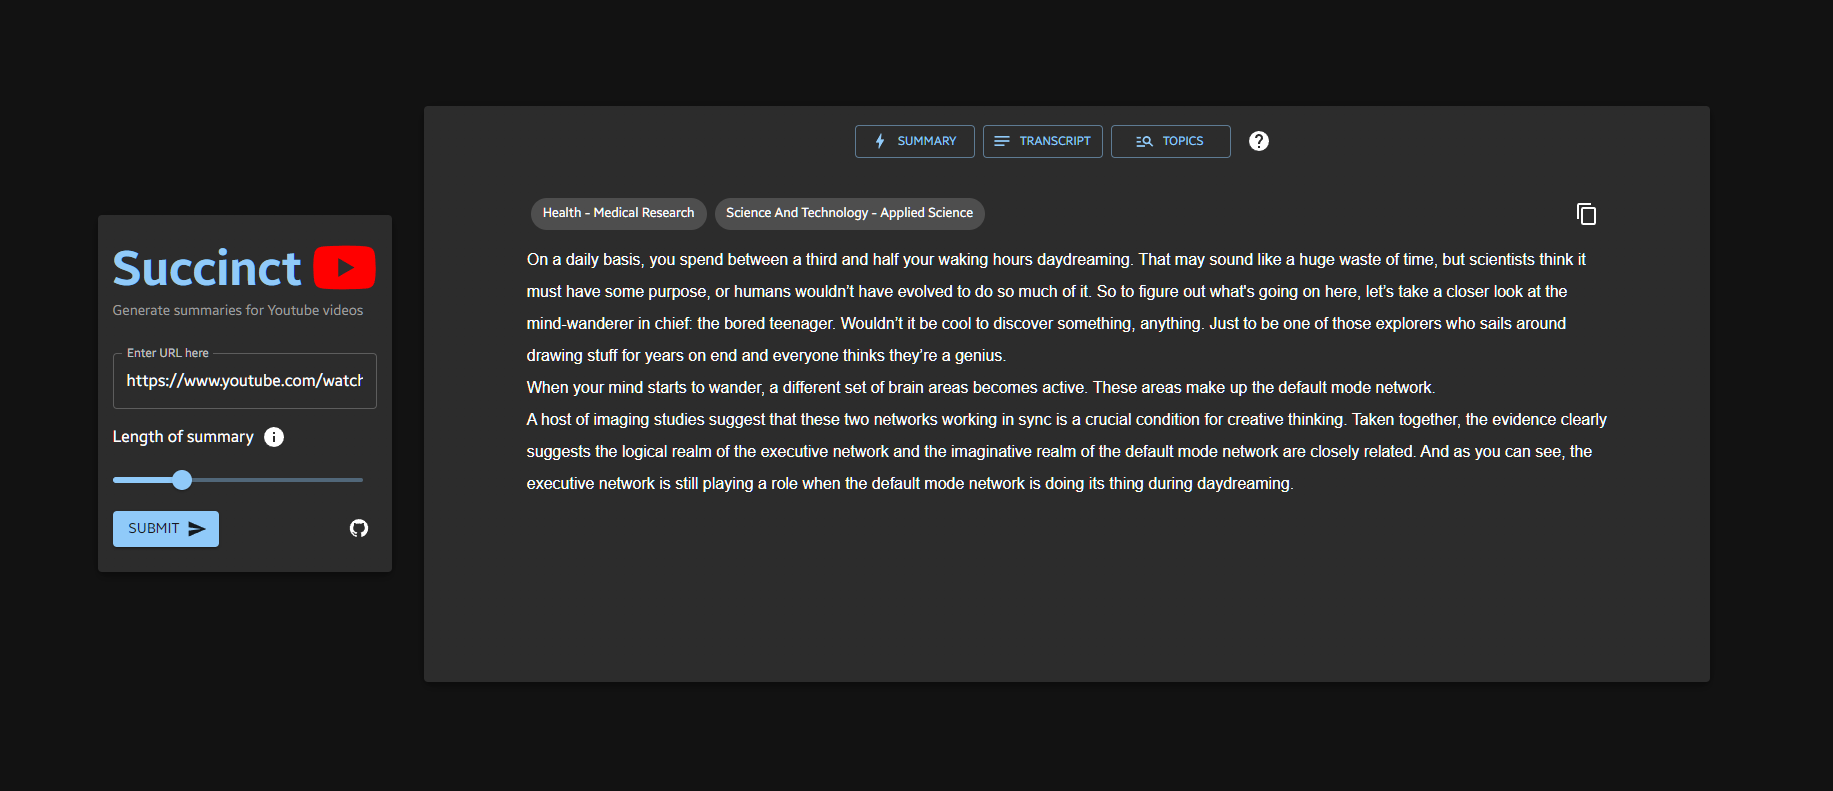 Succinct
Generate summaries for Youtube videos
Enter URL here
https://www.youtube.com/watch
Length of summary
SUBMIT
SUMMARY
TRANSCRIPT
TOPICS
Health - Medical Research
Science And Technology - Applied Science
On a daily basis, you spend between a third and half your waking hours daydreaming. That may sound like a huge waste of time, but scientists think it
must have some purpose, or humans wouldn’t have evolved to do so much of it. So to figure out what's going on here, let’s take a closer look at the
mind-wanderer in chief: the bored teenager. Wouldn’t it be cool to discover something, anything. Just to be one of those explorers who sails around
drawing stuff for years on end and everyone thinks they’re a genius.
When your mind starts to wander, a different set of brain areas becomes active. These areas make up the default mode network.
A host of imaging studies suggest that these two networks working in sync is a crucial condition for creative thinking. Taken together, the evidence clearly
suggests the logical realm of the executive network and the imaginative realm of the default mode network are closely related. And as you can see, the
executive network is still playing a role when the default mode network is doing its thing during daydreaming.